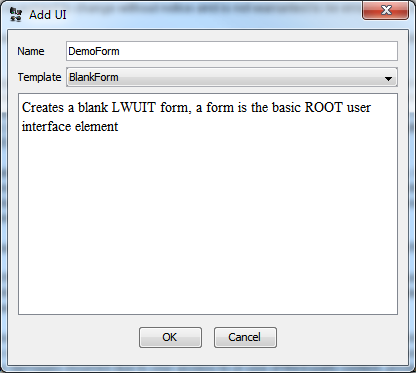 Add UI
Name DemoForm
Template BlankForm
Creates a blank LWUIT form, a form is the basic ROOT user
interface element
OK Cancel